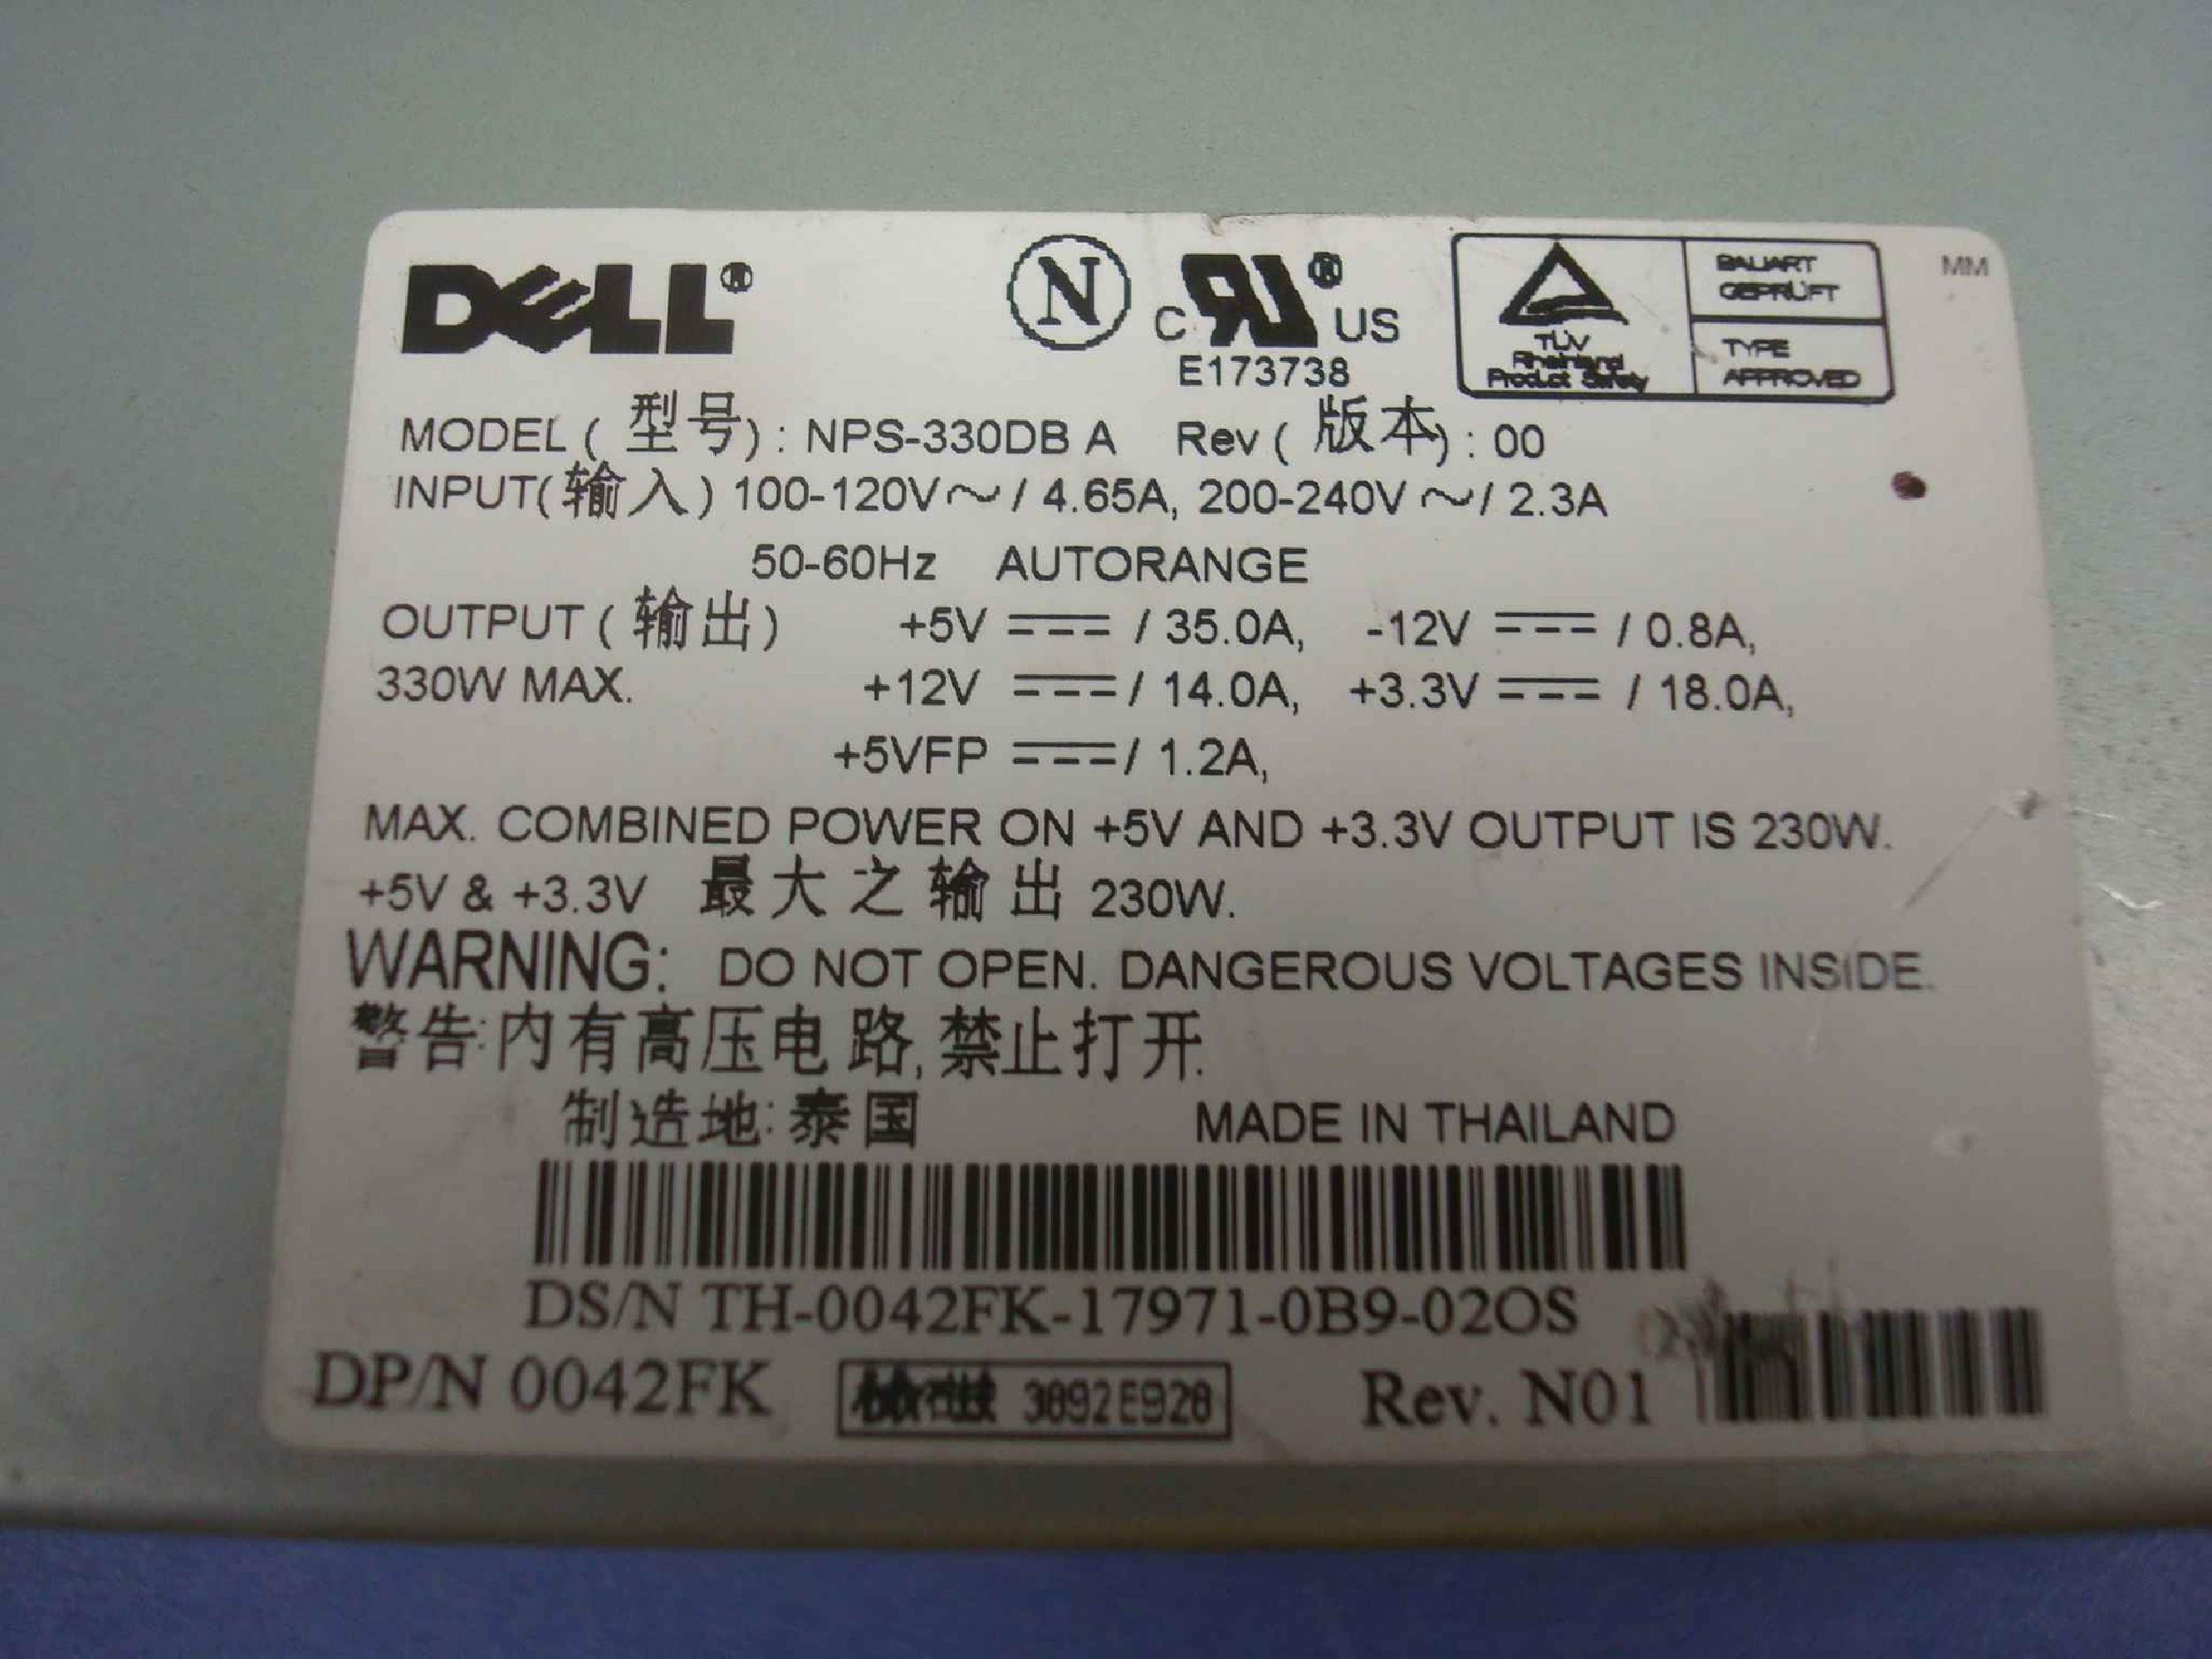 DELL®
N
C RU® US
E173738
TÜV
Rheinland
Product Safety
BAUART
GEPRÜFT
TYPE
APPROVED
MM
MODEL ( 型号) : NPS-330DB A Rev ( 版本) : 00
INPUT(输入) 100-120V～/ 4.65A, 200-240V～/ 2.3A
50-60Hz AUTORANGE
OUTPUT (输出) +5V ⎓ / 35.0A, -12V ⎓ / 0.8A,
330W MAX. +12V ⎓ / 14.0A, +3.3V ⎓ / 18.0A,
+5VFP ⎓ / 1.2A,
MAX. COMBINED POWER ON +5V AND +3.3V OUTPUT IS 230W.
+5V & +3.3V 最大之输出 230W.
WARNING: DO NOT OPEN. DANGEROUS VOLTAGES INSIDE.
警告:内有高压电路,禁止打开.
制造地:泰国 MADE IN THAILAND
DS/N TH-0042FK-17971-0B9-02OS
DP/N 0042FK 3892E928 Rev. N01